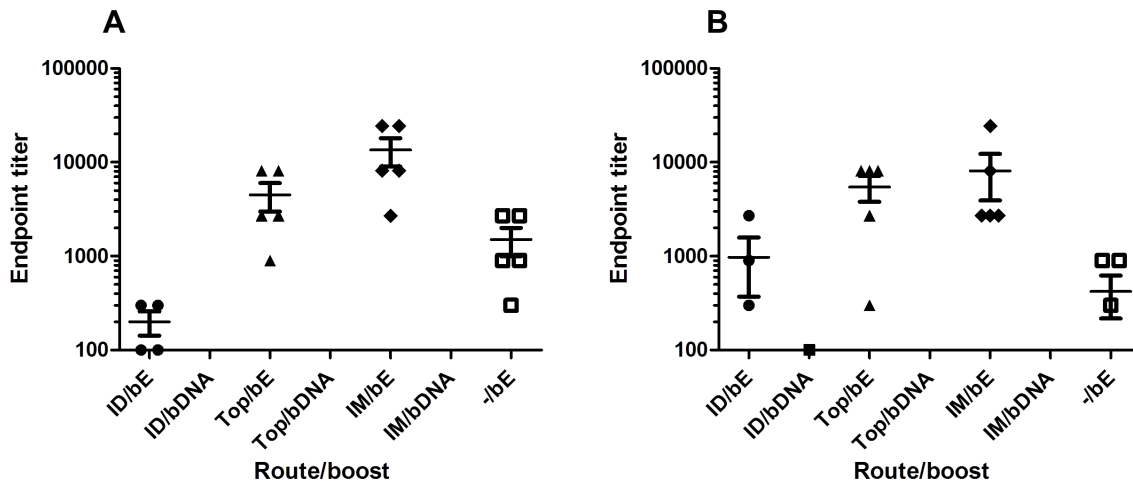 A
Endpoint titer
100000
10000
1000
100
ID/bE
ID/bDNA
Top/bE
Top/bDNA
IM/bE
IM/bDNA
-/bE
Route/boost
B
Endpoint titer
100000
10000
1000
100
ID/bE
ID/bDNA
Top/bE
Top/bDNA
IM/bE
IM/bDNA
-/bE
Route/boost